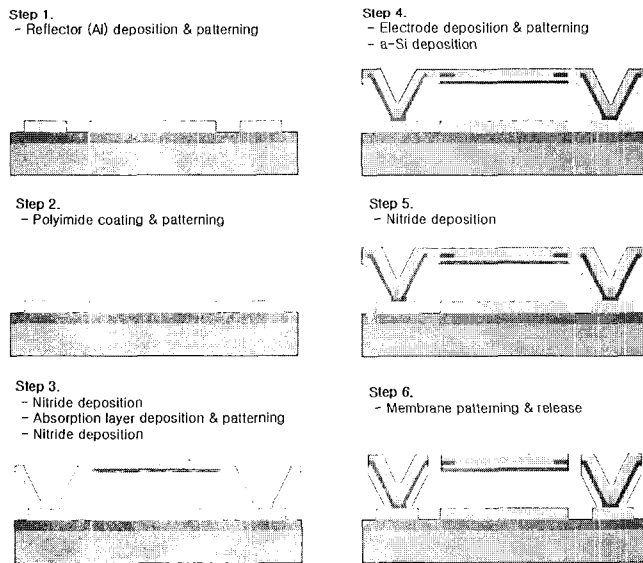 Step 1.
- Reflector (Al) deposition & patterning
Step 2.
- Polyimide coating & patterning
Step 3.
- Nitride deposition
- Absorption layer deposition & patterning
- Nitride deposition
Step 4.
- Electrode deposition & patterning
- a-Si deposition
Step 5.
- Nitride deposition
Step 6.
- Membrane patterning & release